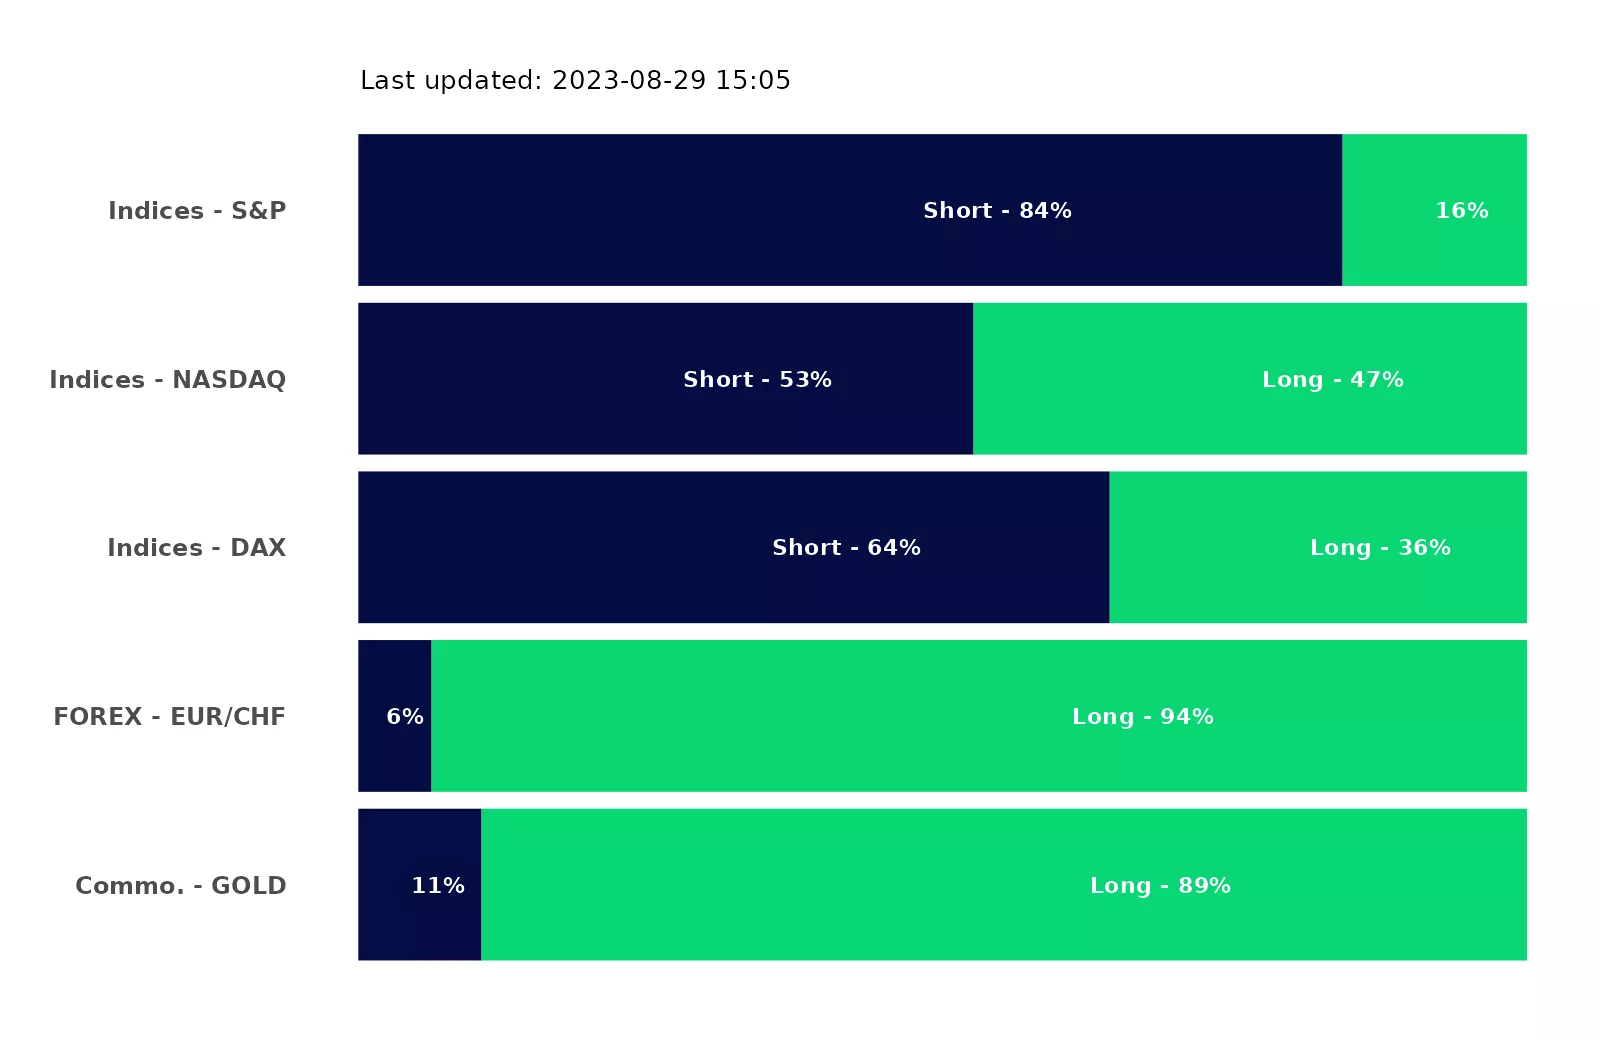 Last updated: 2023-08-29 15:05
Indices - S&P Short - 84% 16%
Indices - NASDAQ Short - 53% Long - 47%
Indices - DAX Short - 64% Long - 36%
FOREX - EUR/CHF 6% Long - 94%
Commo. - GOLD 11% Long - 89%